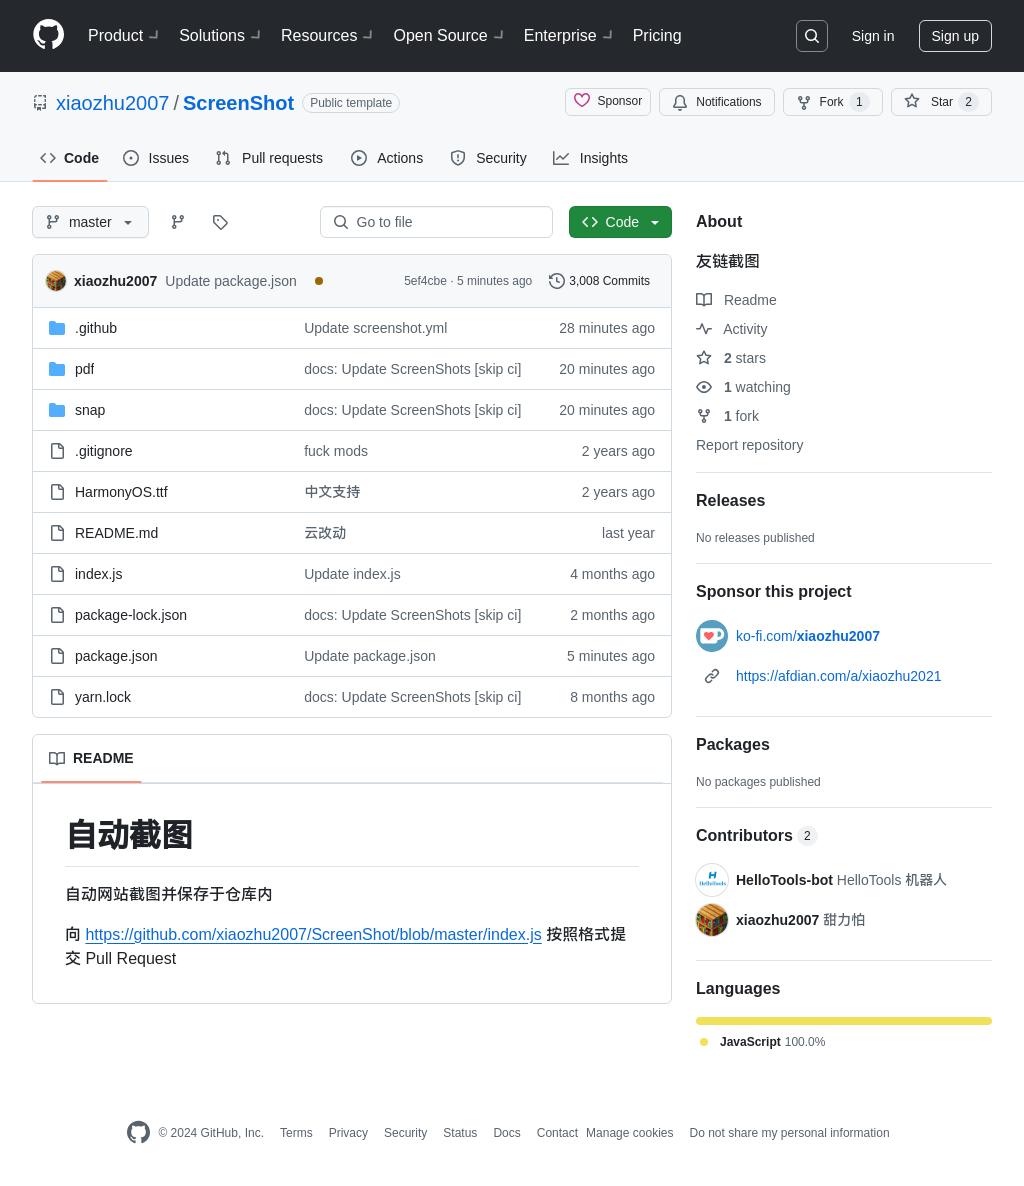 Product Solutions Resources Open Source Enterprise Pricing Sign in Sign up
xiaozhu2007 / ScreenShot Public template Sponsor Notifications Fork 1 Star 2
Code Issues Pull requests Actions Security Insights
master Go to file Code
xiaozhu2007 Update package.json 5ef4cbe · 5 minutes ago 3,008 Commits
.github Update screenshot.yml 28 minutes ago
pdf docs: Update ScreenShots [skip ci] 20 minutes ago
snap docs: Update ScreenShots [skip ci] 20 minutes ago
.gitignore fuck mods 2 years ago
HarmonyOS.ttf 中文支持 2 years ago
README.md 云改动 last year
index.js Update index.js 4 months ago
package-lock.json docs: Update ScreenShots [skip ci] 2 months ago
package.json Update package.json 5 minutes ago
yarn.lock docs: Update ScreenShots [skip ci] 8 months ago
README
自动截图
自动网站截图并保存于仓库内
向 https://github.com/xiaozhu2007/ScreenShot/blob/master/index.js 按照格式提
交 Pull Request
About
友链截图
Readme
Activity
2 stars
1 watching
1 fork
Report repository
Releases
No releases published
Sponsor this project
ko-fi.com/xiaozhu2007
https://afdian.com/a/xiaozhu2021
Packages
No packages published
Contributors 2
HelloTools
HelloTools-bot HelloTools 机器人
xiaozhu2007 甜力怕
Languages
JavaScript 100.0%
© 2024 GitHub, Inc. Terms Privacy Security Status Docs Contact Manage cookies Do not share my personal information